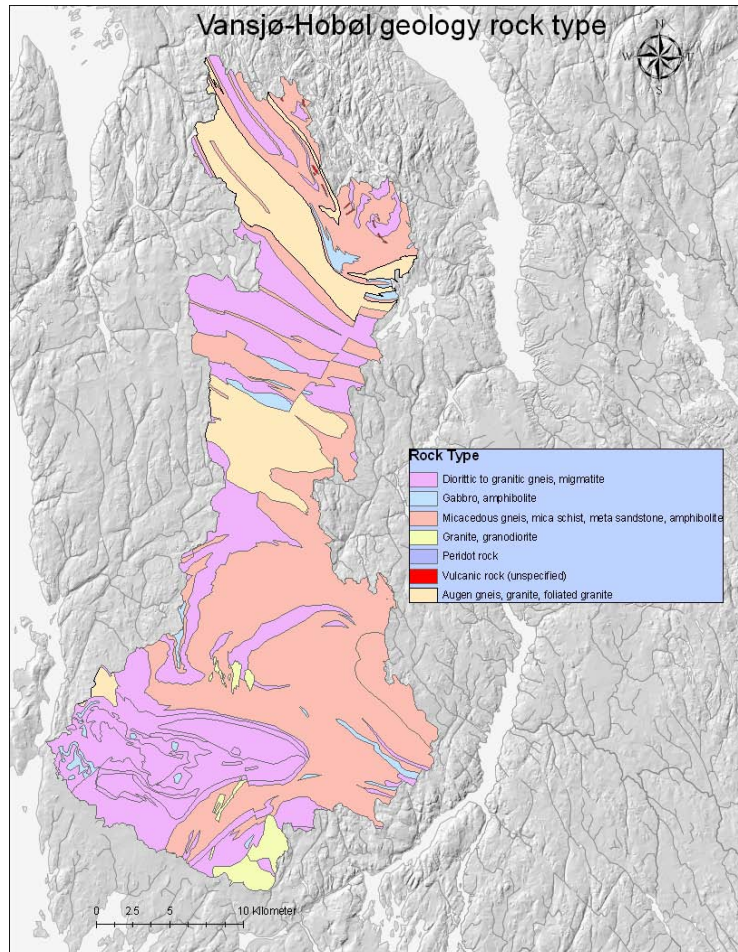 Vansjø-Hobøl geology rock type
N
W
E
S
Rock Type
Diorittic to granitic gneis, migmatite
Gabbro, amphibolite
Micacedous gneis, mica schist, meta sandstone, amphibolite
Granite, granodiorite
Peridot rock
Vulcanic rock (unspecified)
Augen gneis, granite, foliated granite
0 2.5 5 10 Kilometer